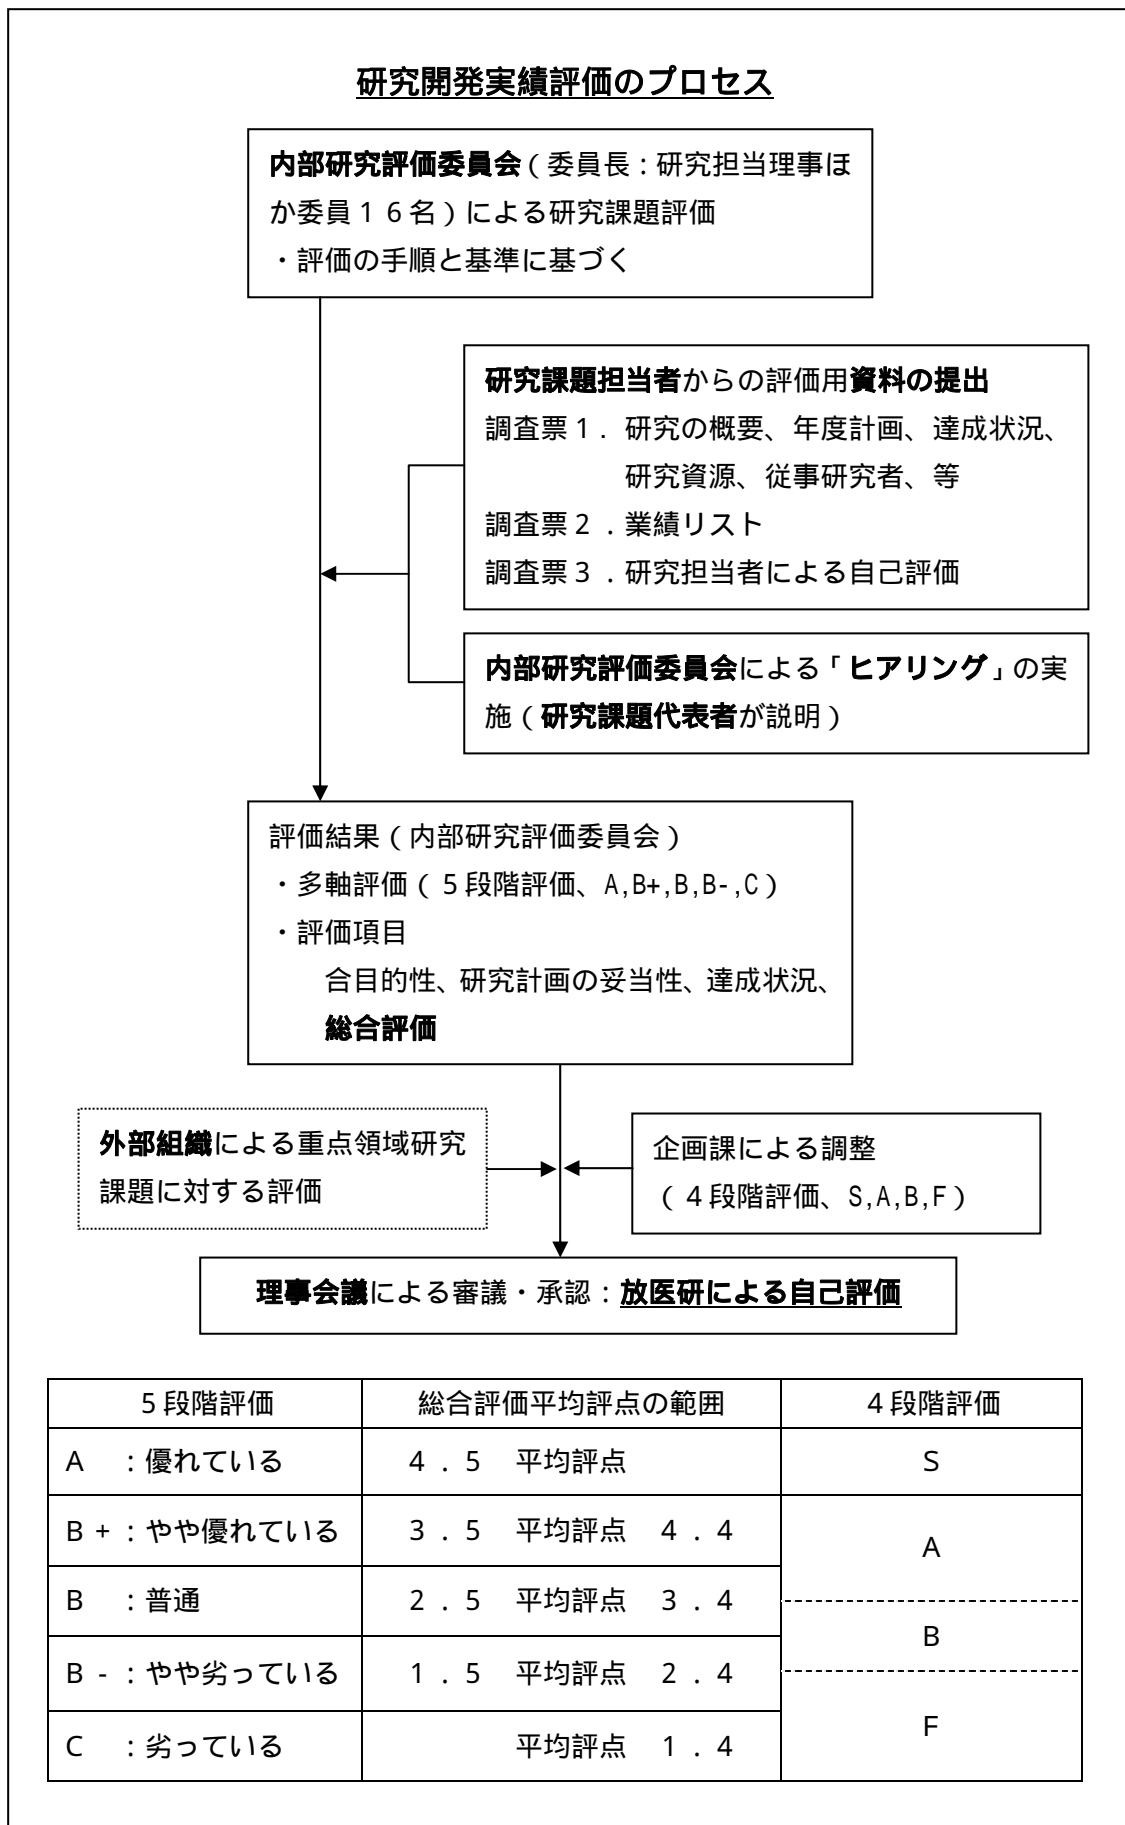 研究開発実績評価のプロセス
内部研究評価委員会(委員長:研究担当理事ほ
か委員16名)による研究課題評価
・評価の手順と基準に基づく
研究課題担当者からの評価用資料の提出
調査票1. 研究の概要、年度計画、達成状況、
研究資源、従事研究者、等
調査票2.業績リスト
調査票3.研究担当者による自己評価
内部研究評価委員会による「ヒアリング」の実
施(研究課題代表者が説明)
評価結果(内部研究評価委員会)
・多軸評価(5段階評価、A,B+,B,B-,C)
・評価項目
合目的性、研究計画の妥当性、達成状況、
総合評価
外部組織による重点領域研究
課題に対する評価
企画課による調整
(4段階評価、S,A,B,F)
理事会議による審議・承認:放医研による自己評価
5段階評価 総合評価平均評点の範囲 4段階評価
A :優れている 4.5 平均評点 S
B+:やや優れている 3.5 平均評点 4.4
A
B :普通 2.5 平均評点 3.4
B
B-:やや劣っている 1.5 平均評点 2.4
F
C :劣っている 平均評点 1.4